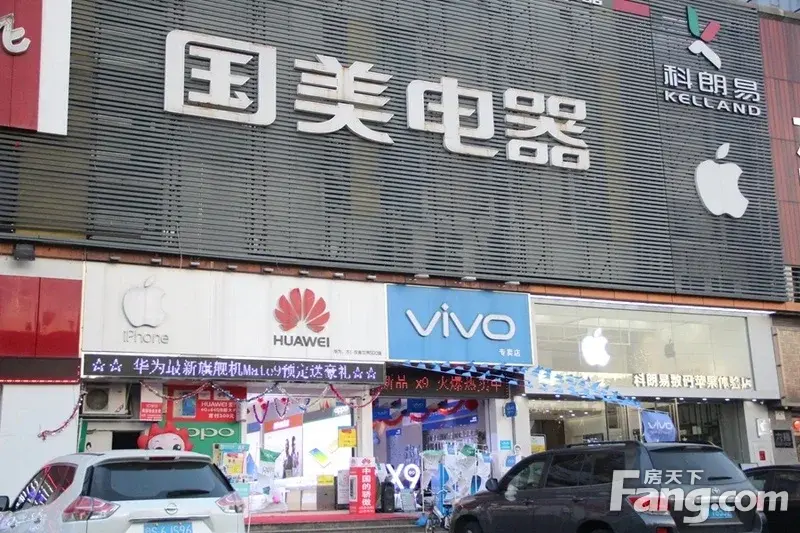 国美电器
科朗易
KELLAND
iPhone
HUAWEI
vivo
专卖店
科朗易数码苹果体验店
☆☆ 华为最新旗舰机Mate9预定送豪礼☆☆
新品 X9 火爆热卖中
HUAWEI
oppo
vivo
X9
中国的骄傲
房天下
Fang.com